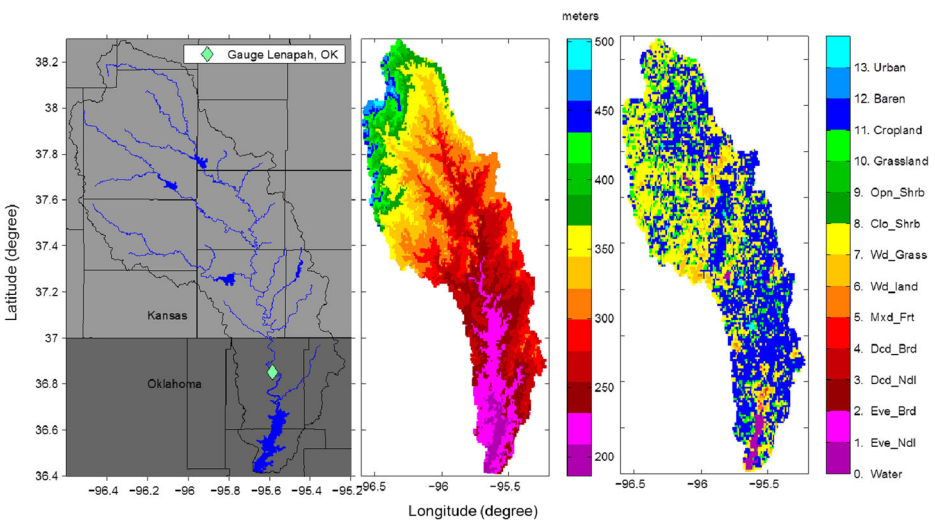 meters
Gauge Lenapah, OK
38.2
38
37.8
37.6
37.4
37.2
37
36.8
36.6
36.4
Latitude (degree)
Kansas
Oklahoma
−96.4
−96.2
−96
−95.8
−95.6
−95.4
−95.2
−96.5
−96
−95.5
500
450
400
350
300
250
200
−96.5
−96
−95.5
13. Urban
12. Baren
11. Cropland
10. Grassland
9. Opn_Shrb
8. Clo_Shrb
7. Wd_Grass
6. Wd_land
5. Mxd_Frt
4. Dcd_Brd
3. Dcd_Ndl
2. Eve_Brd
1. Eve_Ndl
0. Water
Longitude (degree)